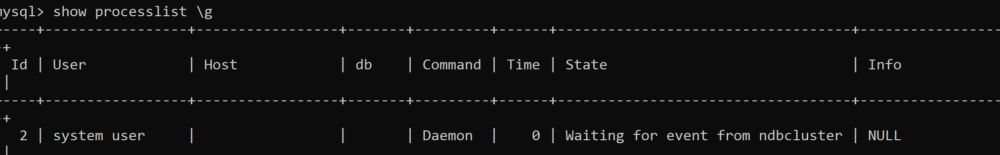 mysql> show processlist \g
-----+-----------------+-----------------+-------+---------+------+-----------------------------------+-----------------
-+
 Id | User            | Host            | db    | Command | Time | State                             | Info
 |
-----+-----------------+-----------------+-------+---------+------+-----------------------------------+-----------------
-+
  2 | system user     |                 |       | Daemon  |    0 | Waiting for event from ndbcluster | NULL
 |